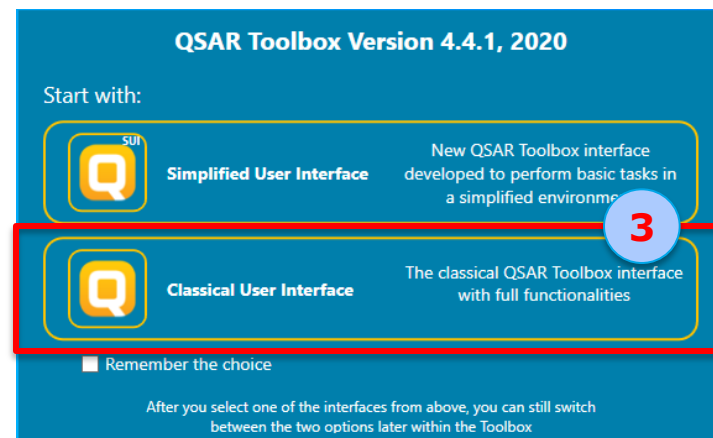 QSAR Toolbox Version 4.4.1, 2020
Start with:
SUI
Q
Simplified User Interface
New QSAR Toolbox interface
developed to perform basic tasks in
a simplified
3
Q
Classical User Interface
The classical QSAR Toolbox interface
with full functionalities
Remember the choice
After you select one of the interfaces from above, you can still switch
between the two options later within the Toolbox